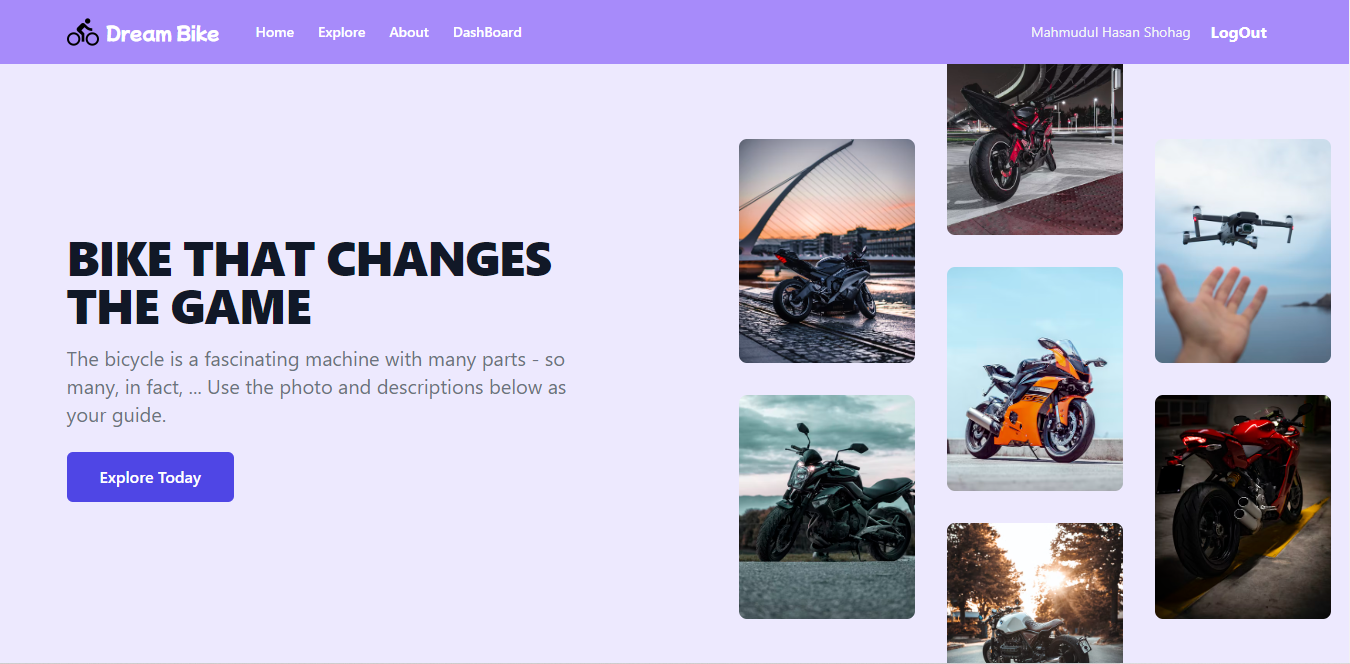 Dream Bike
Home Explore About DashBoard
Mahmudul Hasan Shohag LogOut
BIKE THAT CHANGES
THE GAME
The bicycle is a fascinating machine with many parts - so
many, in fact, ... Use the photo and descriptions below as
your guide.
Explore Today